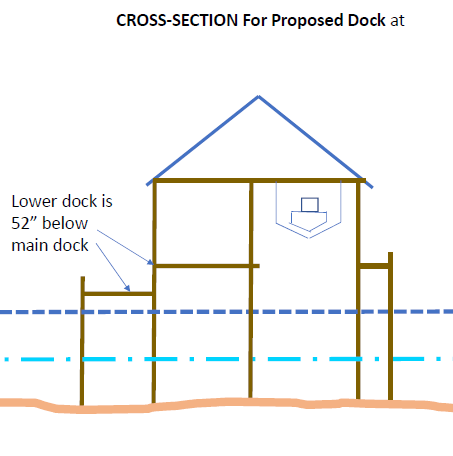 CROSS-SECTION For Proposed Dock at
Lower dock is
52” below
main dock